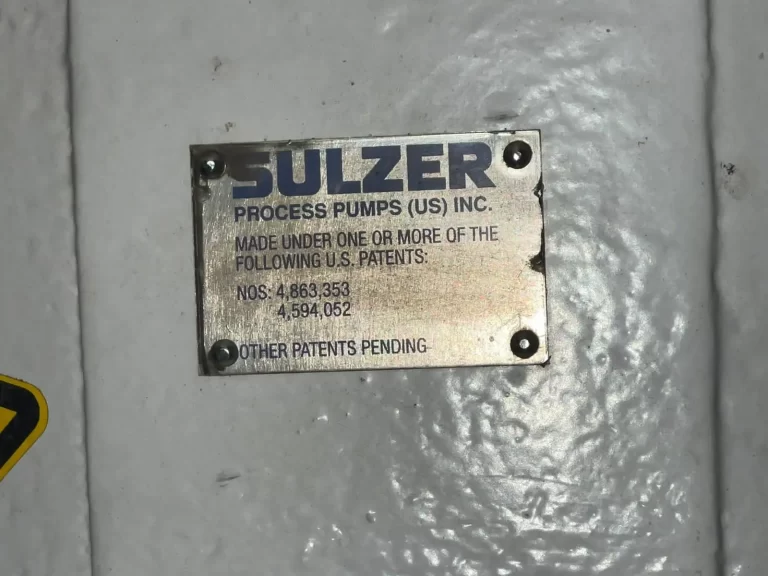 SULZER
PROCESS PUMPS (US) INC.
MADE UNDER ONE OR MORE OF THE
FOLLOWING U.S. PATENTS:
NOS: 4,863,353
4,594,052
OTHER PATENTS PENDING